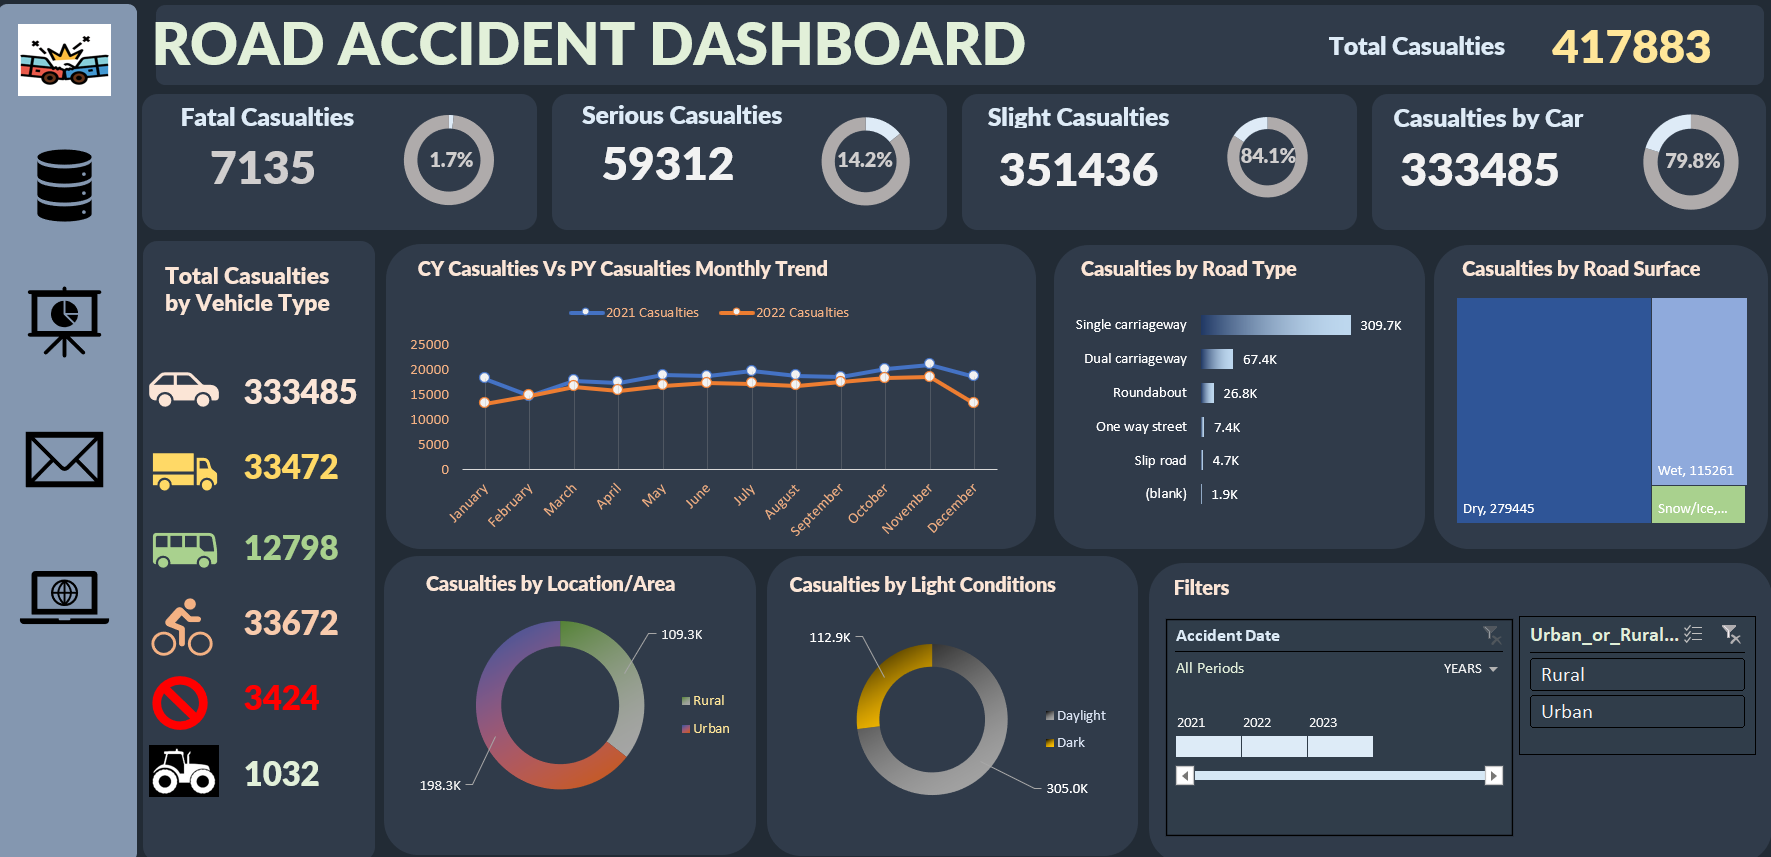 ROAD ACCIDENT DASHBOARD
Total Casualties
417883
Fatal Casualties
7135
1.7%
Serious Casualties
59312
14.2%
Slight Casualties
351436
84.1%
Casualties by Car
333485
79.8%
Total Casualties
by Vehicle Type
333485
33472
12798
33672
3424
1032
CY Casualties Vs PY Casualties Monthly Trend
2021 Casualties
2022 Casualties
25000
20000
15000
10000
5000
0
January
February
March
April
May
June
July
August
September
October
November
December
Casualties by Road Type
Single carriageway 309.7K
Dual carriageway 67.4K
Roundabout 26.8K
One way street 7.4K
Slip road 4.7K
(blank) 1.9K
Casualties by Road Surface
Dry, 279445
Wet, 115261
Snow/Ice,...
Casualties by Location/Area
109.3K
198.3K
Rural
Urban
Casualties by Light Conditions
112.9K
305.0K
Daylight
Dark
Filters
Accident Date
All Periods
YEARS
2021 2022 2023
Urban_or_Rural...
Rural
Urban